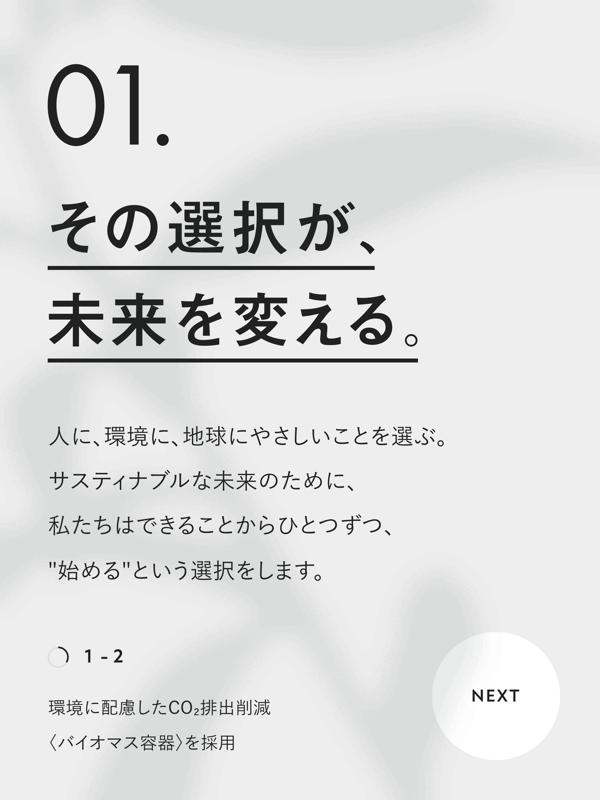 01.
その選択が、
未来を変える。
人に、環境に、地球にやさしいことを選ぶ。
サスティナブルな未来のために、
私たちはできることからひとつずつ、
"始める"という選択をします。
1 - 2
環境に配慮したCO₂排出削減
〈バイオマス容器〉を採用
NEXT